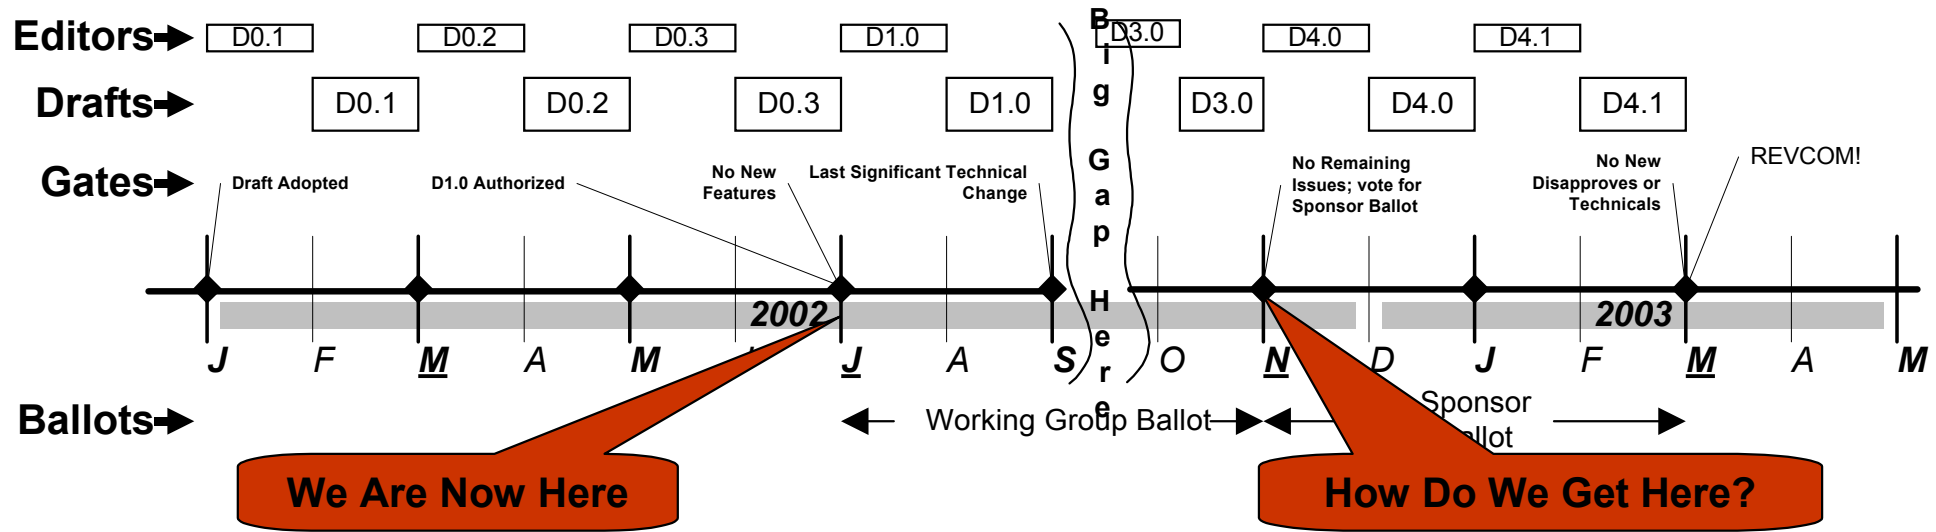 Editors
D0.1 D0.2 D0.3 D1.0 D3.0 D4.0 D4.1
Drafts
D0.1 D0.2 D0.3 D1.0 D3.0 D4.0 D4.1
Big Gap Here
Gates
Draft Adopted
D1.0 Authorized
No New
Features
Last Significant Technical
Change
No Remaining
Issues; vote for
Sponsor Ballot
No New
Disapproves or
Technicals
REVCOM!
2002 2003
J F M A M J A S O N D J F M A M
Ballots
Working Group Ballot
Sponsor
We Are Now Here
How Do We Get Here?